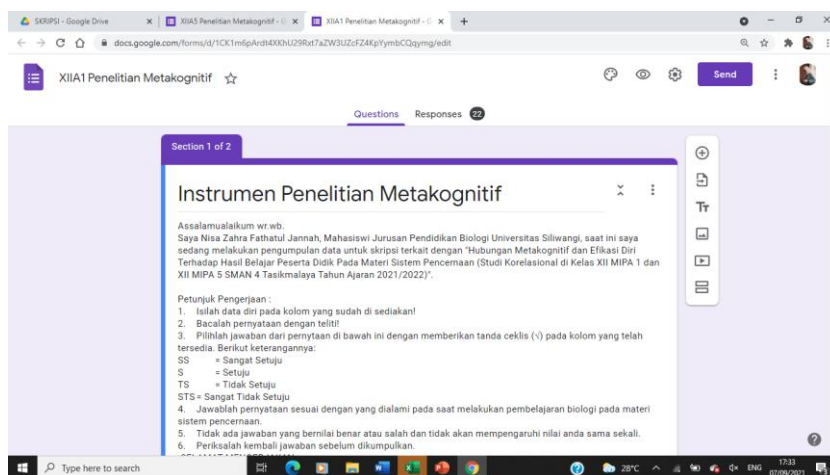 SKRIPSI - Google Drive
XIIA5 Penelitian Metakognitif - G
XIIA1 Penelitian Metakognitif - G
docs.google.com/forms/d/1CK1m6pArdt4XKhU29Rxt7aZW3UZcFZ4KpYymbCQqymg/edit
XIIA1 Penelitian Metakognitif
Send
Questions Responses 22
Section 1 of 2
Instrumen Penelitian Metakognitif
Assalamualaikum wr.wb.
Saya Nisa Zahra Fathatul Jannah, Mahasiswi Jurusan Pendidikan Biologi Universitas Siliwangi, saat ini saya
sedang melakukan pengumpulan data untuk skripsi terkait dengan "Hubungan Metakognitif dan Efikasi Diri
Terhadap Hasil Belajar Peserta Didik Pada Materi Sistem Pencernaan (Studi Korelasional di Kelas XII MIPA 1 dan
XII MIPA 5 SMAN 4 Tasikmalaya Tahun Ajaran 2021/2022)".
Petunjuk Pengerjaan :
1. Isilah data diri pada kolom yang sudah di sediakan!
2. Bacalah pernyataan dengan teliti!
3. Pilihlah jawaban dari pernytaan di bawah ini dengan memberikan tanda ceklis (√) pada kolom yang telah
tersedia. Berikut keterangannya:
SS = Sangat Setuju
S = Setuju
TS = Tidak Setuju
STS = Sangat Tidak Setuju
4. Jawablah pernyataan sesuai dengan yang dialami pada saat melakukan pembelajaran biologi pada materi
sistem pencernaan.
5. Tidak ada jawaban yang bernilai benar atau salah dan tidak akan mempengaruhi nilai anda sama sekali.
6. Periksalah kembali jawaban sebelum dikumpulkan.
Type here to search
28°C
ENG
17:33
07/09/2021